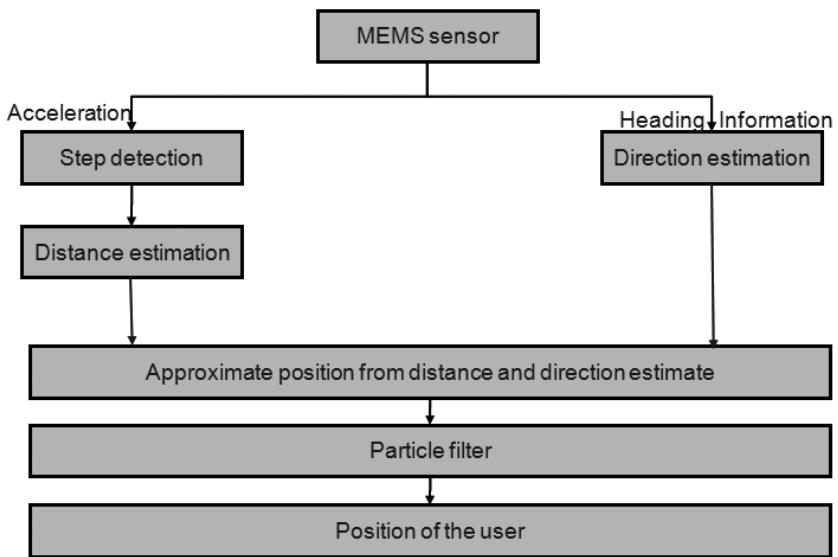 MEMS sensor
Acceleration
Heading Information
Step detection
Direction estimation
Distance estimation
Approximate position from distance and direction estimate
Particle filter
Position of the user